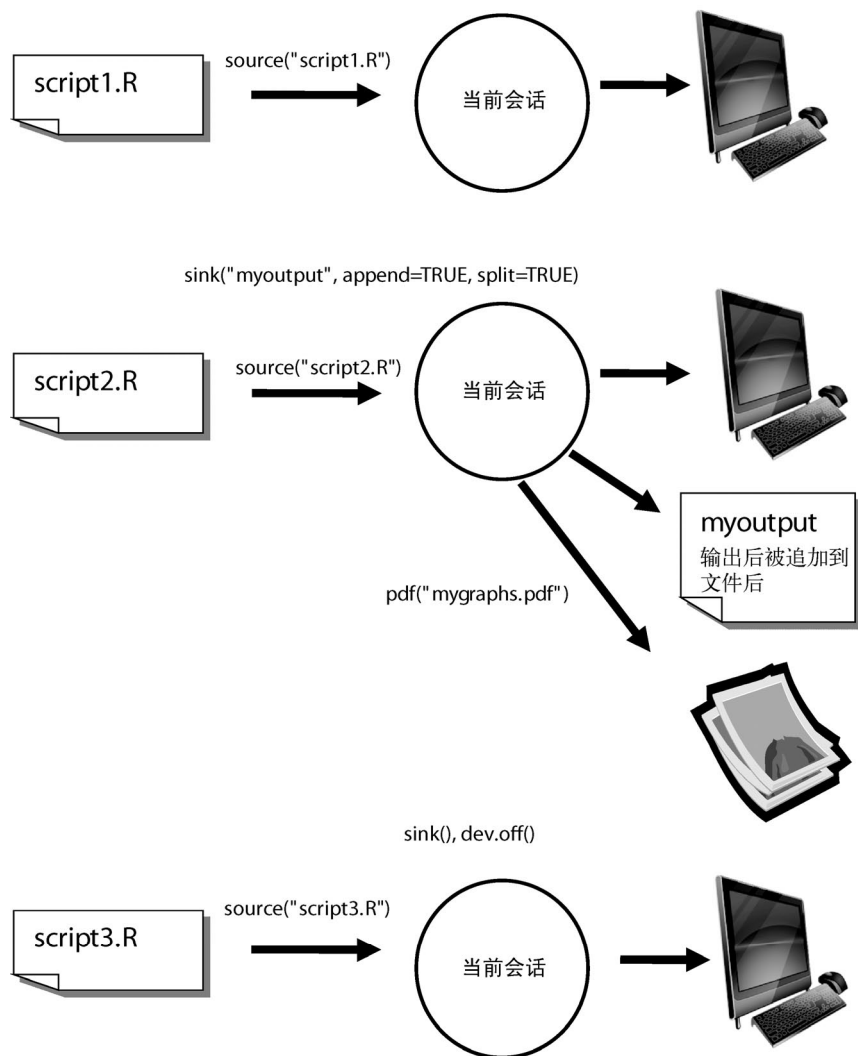 script1.R
source("script1.R")
当前会话
sink("myoutput", append=TRUE, split=TRUE)
script2.R
source("script2.R")
当前会话
myoutput
输出后被追加到
文件后
pdf("mygraphs.pdf")
sink(), dev.off()
script3.R
source("script3.R")
当前会话